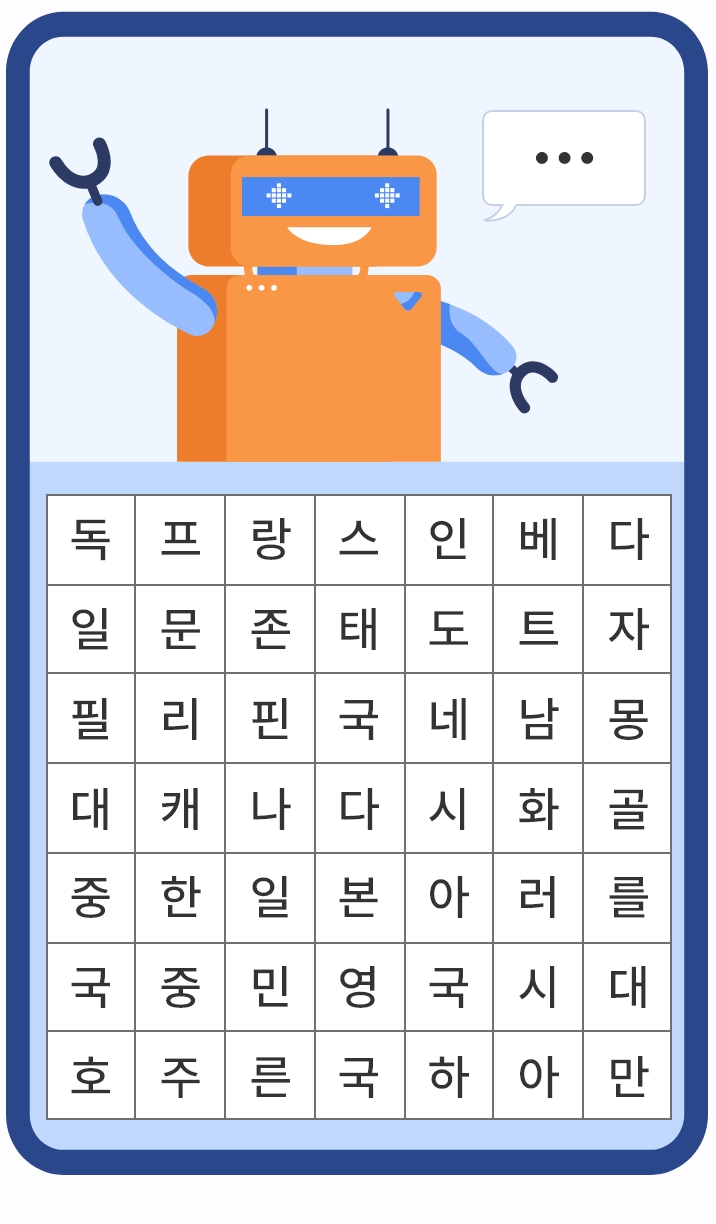 ...
독 프 랑 스 인 베 다
일 문 존 태 도 트 자
필 리 핀 국 네 남 몽
대 캐 나 다 시 화 골
중 한 일 본 아 러 를
국 중 민 영 국 시 대
호 주 른 국 하 아 만